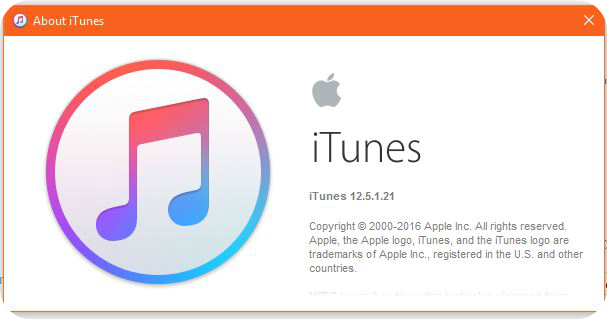 About iTunes
iTunes
iTunes 12.5.1.21
Copyright © 2000-2016 Apple Inc. All rights reserved.
Apple, the Apple logo, iTunes, and the iTunes logo are
trademarks of Apple Inc., registered in the U.S. and other
countries.